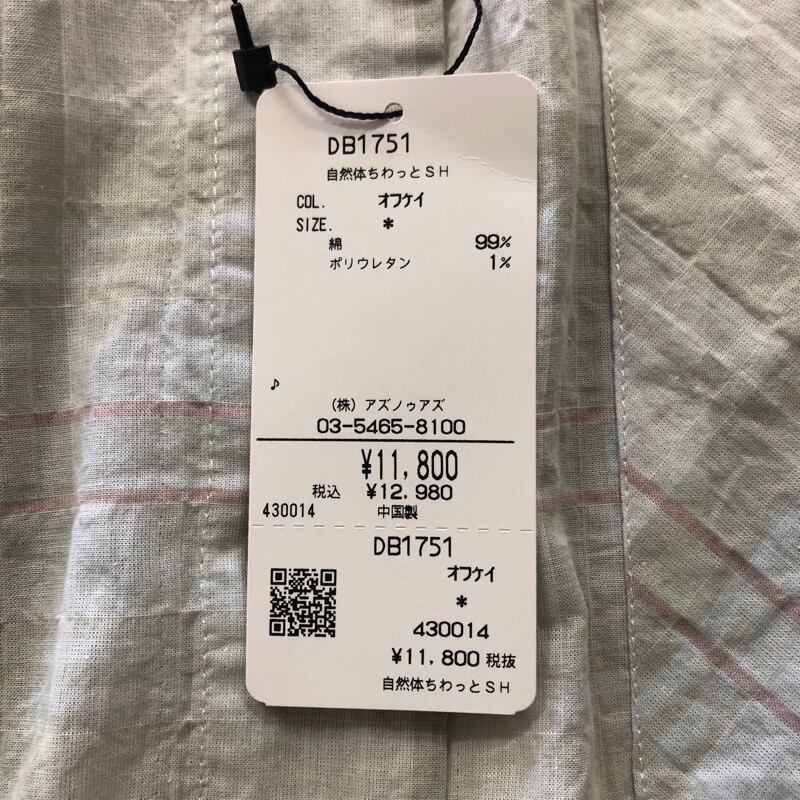 DB1751
自然体ちわっとSH
COL. オフケイ
SIZE. *
綿 99%
ポリウレタン 1%
♪
(株) アズノゥアズ
03-5465-8100
¥11,800
税込 ¥12,980
430014 中国製
DB1751
オフケイ
*
430014
¥11,800 税抜
自然体ちわっとSH